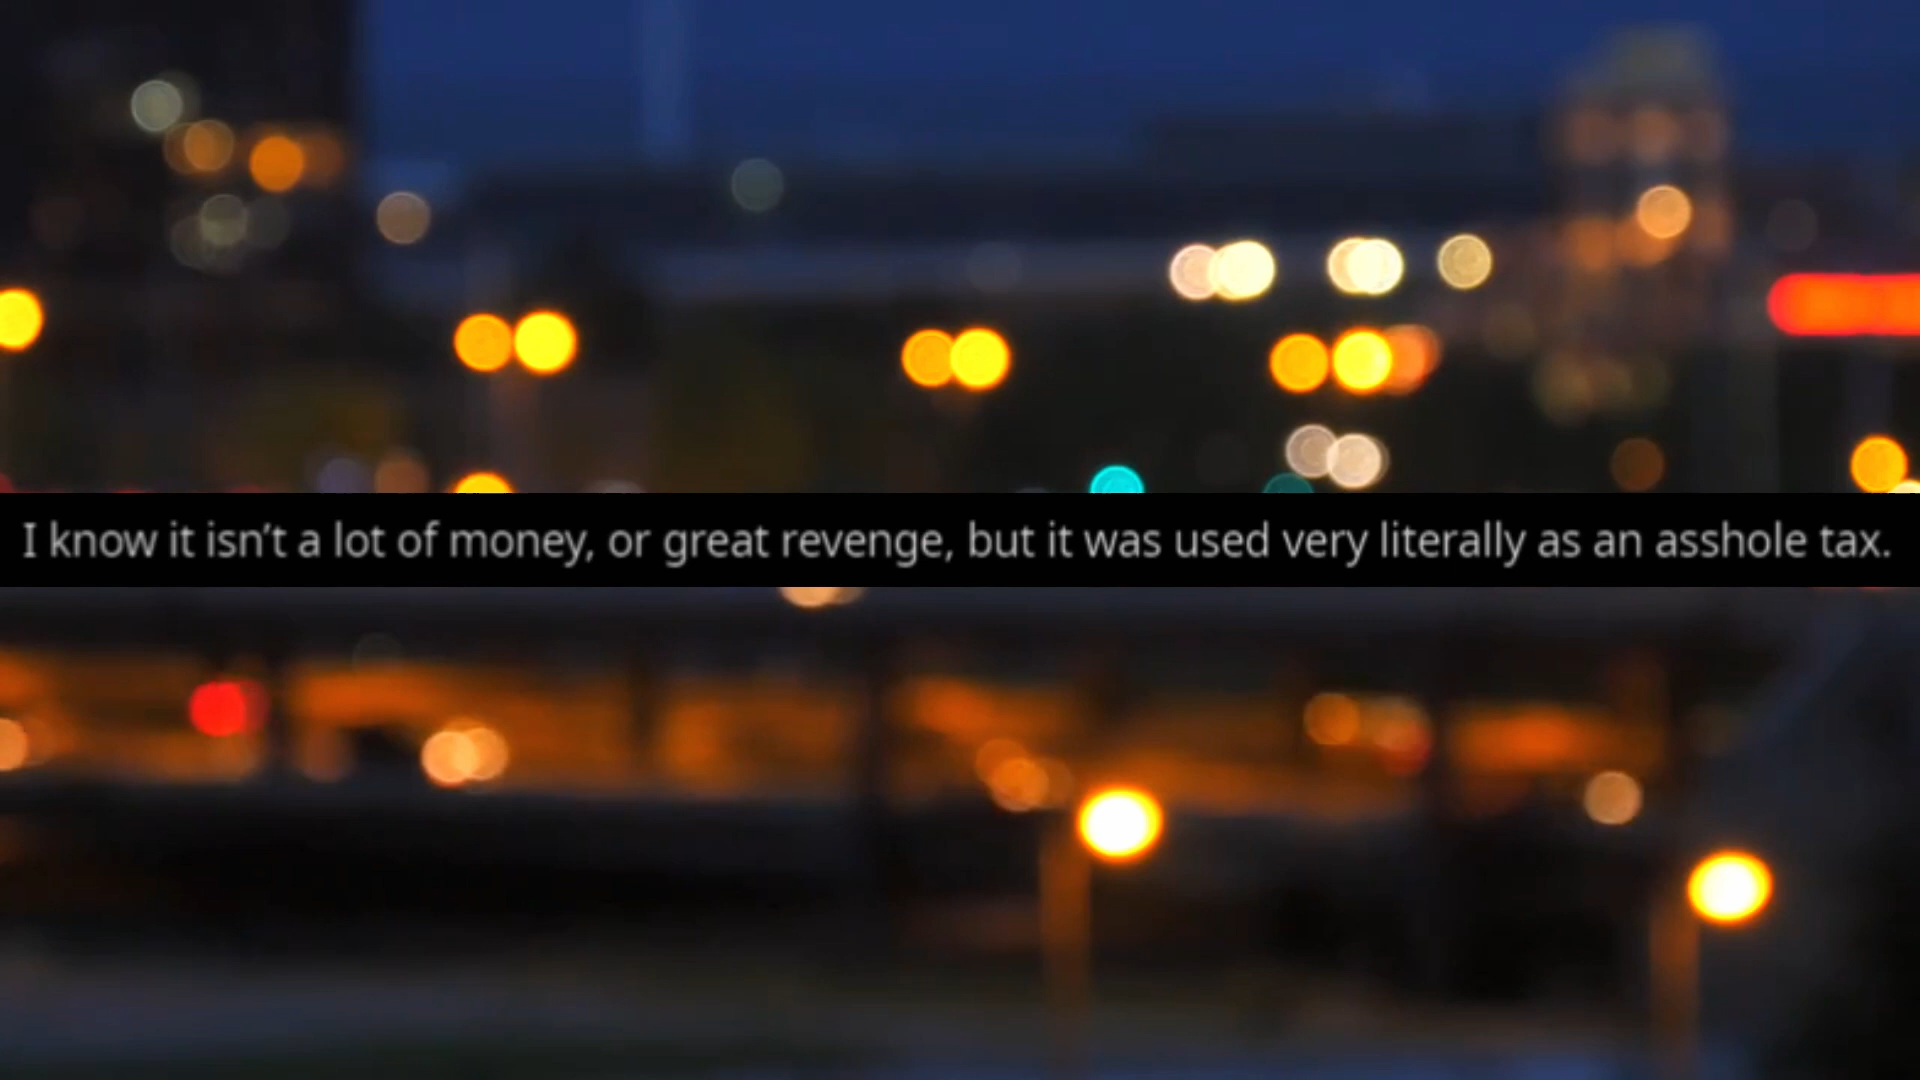 I know it isn’t a lot of money, or great revenge, but it was used very literally as an asshole tax.